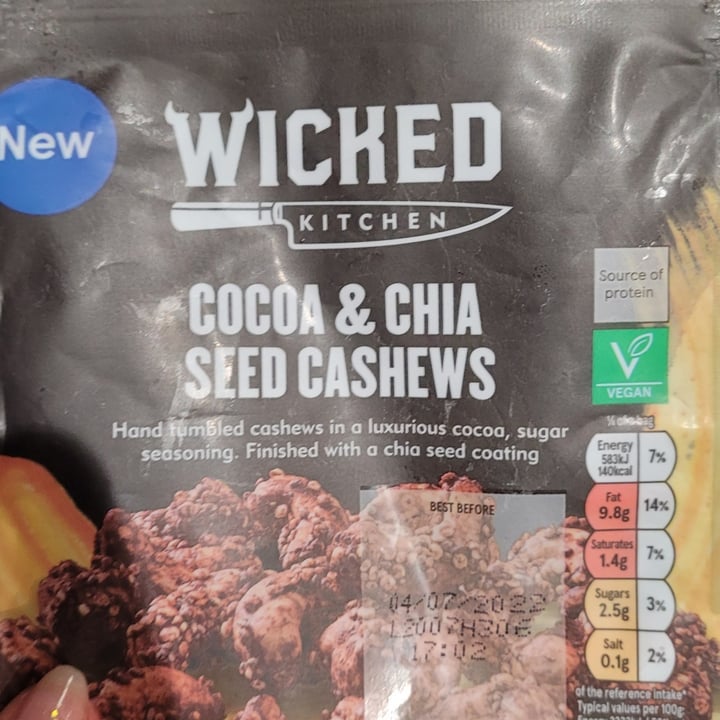 New
WICKED
KITCHEN
COCOA & CHIA
SEED CASHEWS
Hand tumbled cashews in a luxurious cocoa, sugar
seasoning. Finished with a chia seed coating
Source of
protein
V
VEGAN
of a bag
Energy
583kJ
140kcal
7%
Fat
9.8g
14%
Saturates
1.4g
7%
Sugars
2.5g
3%
Salt
0.1g
2%
of the reference intake*
Typical values per 100g:
BEST BEFORE
04/07/2022
L2007H306
17:02